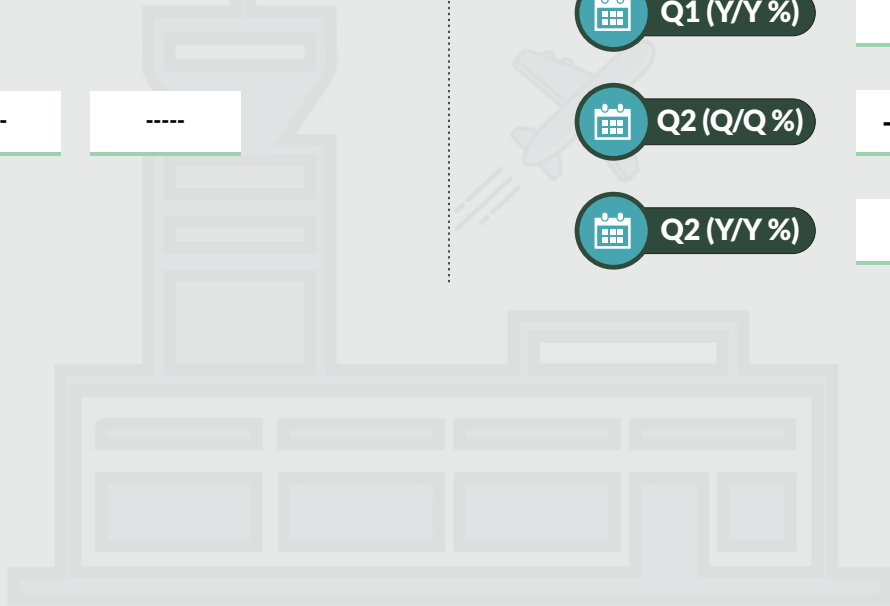 Q1 (Y/Y %)
-----
Q2 (Q/Q %)
Q2 (Y/Y %)